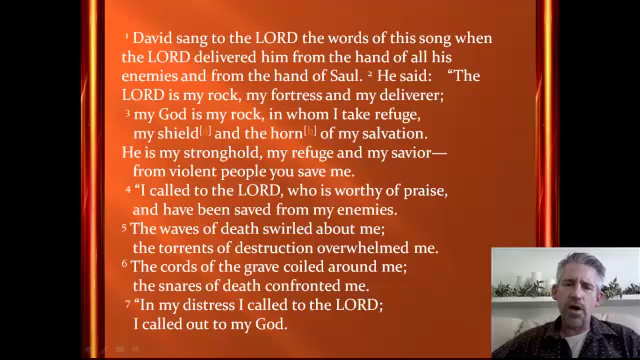 1 David sang to the LORD the words of this song when
the LORD delivered him from the hand of all his
enemies and from the hand of Saul. 2 He said: “The
LORD is my rock, my fortress and my deliverer;
3 my God is my rock, in whom I take refuge,
my shield[a] and the horn[b] of my salvation.
He is my stronghold, my refuge and my savior—
from violent people you save me.
4 “I called to the LORD, who is worthy of praise,
and have been saved from my enemies.
5 The waves of death swirled about me;
the torrents of destruction overwhelmed me.
6 The cords of the grave coiled around me;
the snares of death confronted me.
7 “In my distress I called to the LORD;
I called out to my God.